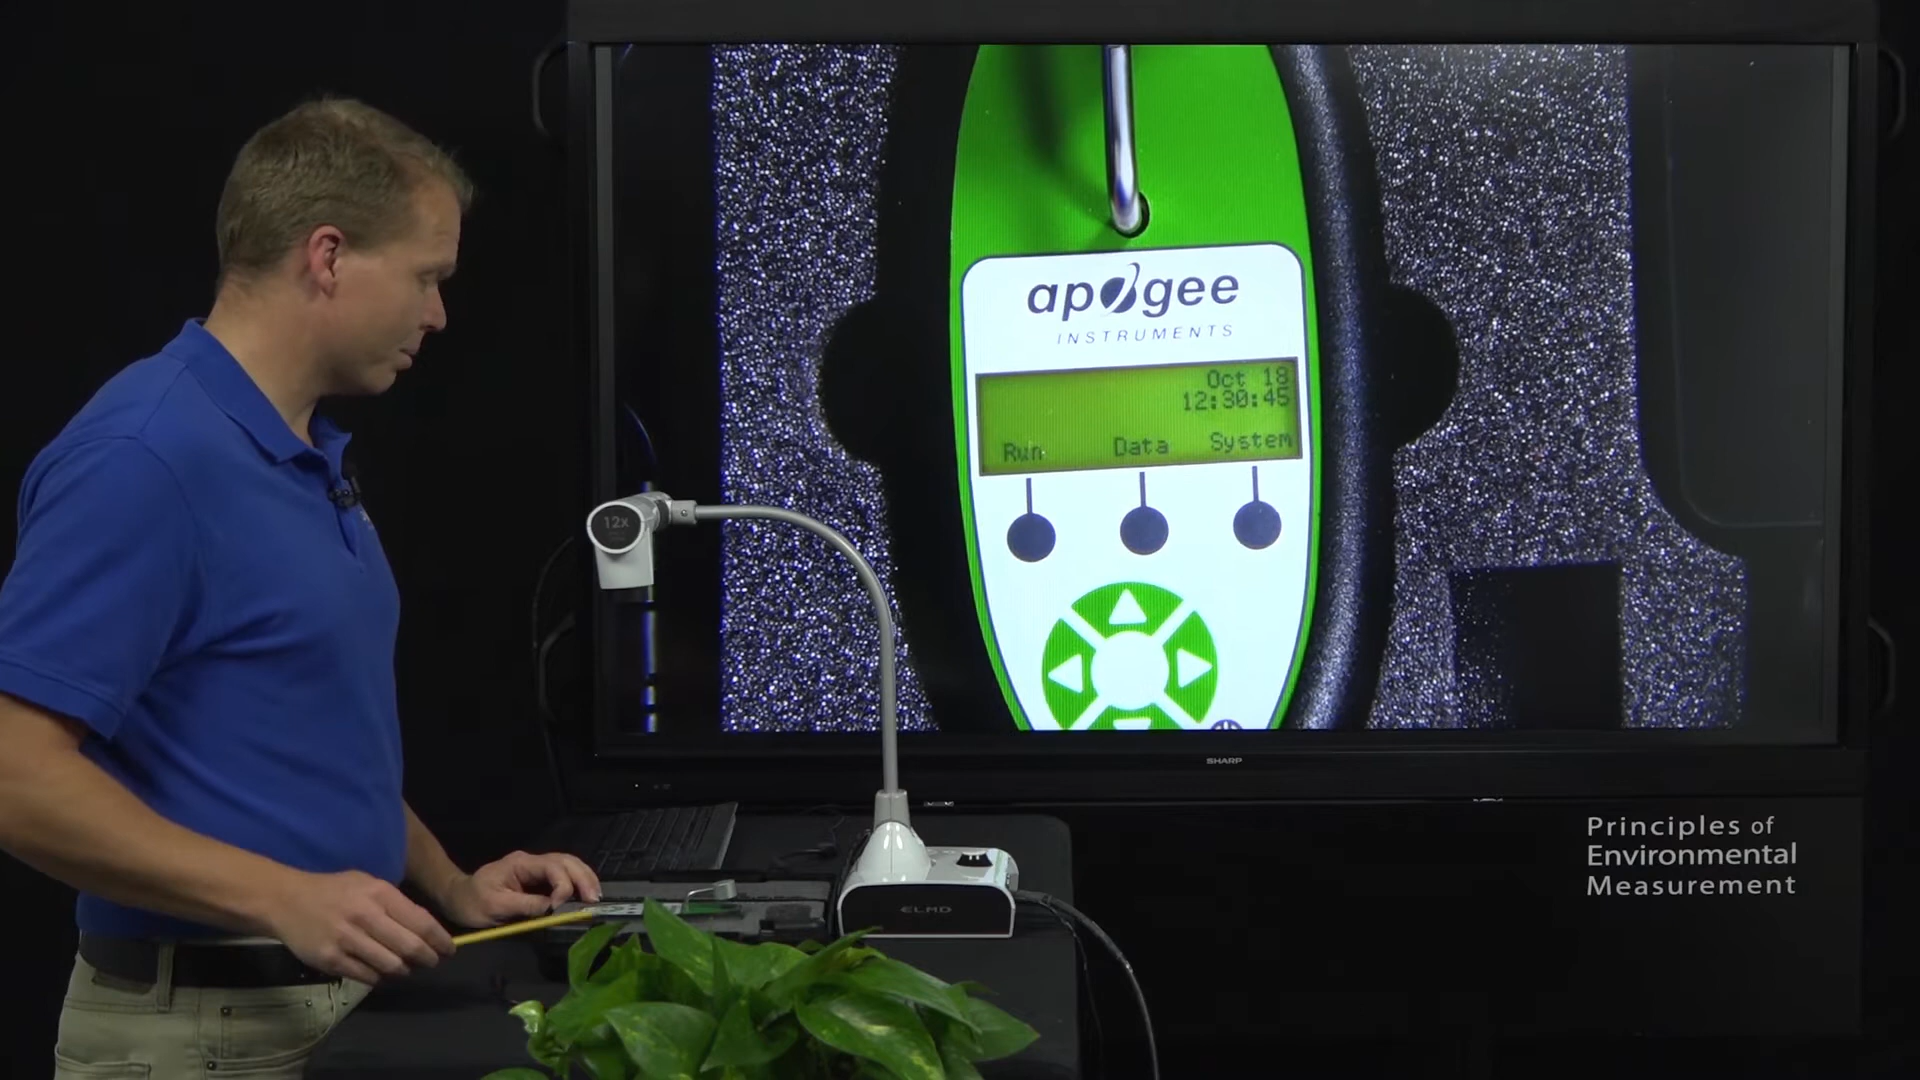 apogee
INSTRUMENTS
Oct 18
12:30:45
Run Data System
12x
SHARP
ELMO
Principles of
Environmental
Measurement